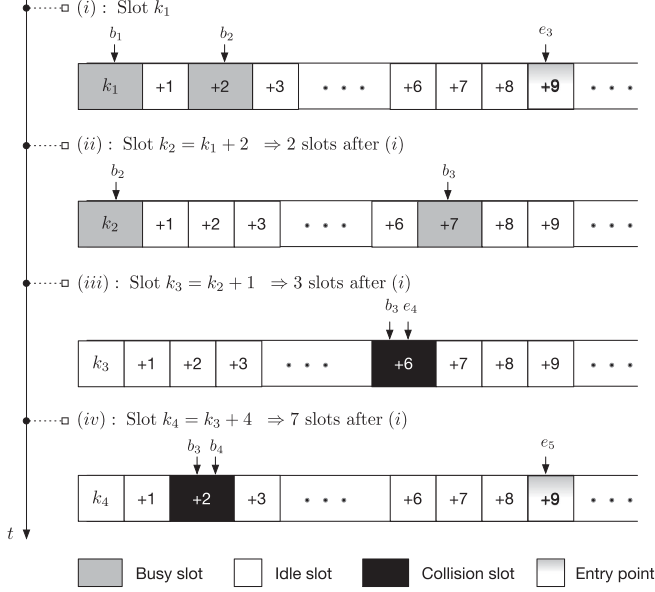 (i) : Slot k₁
b₁ b₂ e₃
k₁ +1 +2 +3 · · · +6 +7 +8 +9 · · ·
(ii) : Slot k₂ = k₁ + 2 ⇒ 2 slots after (i)
b₂ b₃
k₂ +1 +2 +3 · · · +6 +7 +8 +9 · · ·
(iii) : Slot k₃ = k₂ + 1 ⇒ 3 slots after (i)
b₃ e₄
k₃ +1 +2 +3 · · · +6 +7 +8 +9 · · ·
(iv) : Slot k₄ = k₃ + 4 ⇒ 7 slots after (i)
b₃ b₄ e₅
k₄ +1 +2 +3 · · · +6 +7 +8 +9 · · ·
t
Busy slot Idle slot Collision slot Entry point